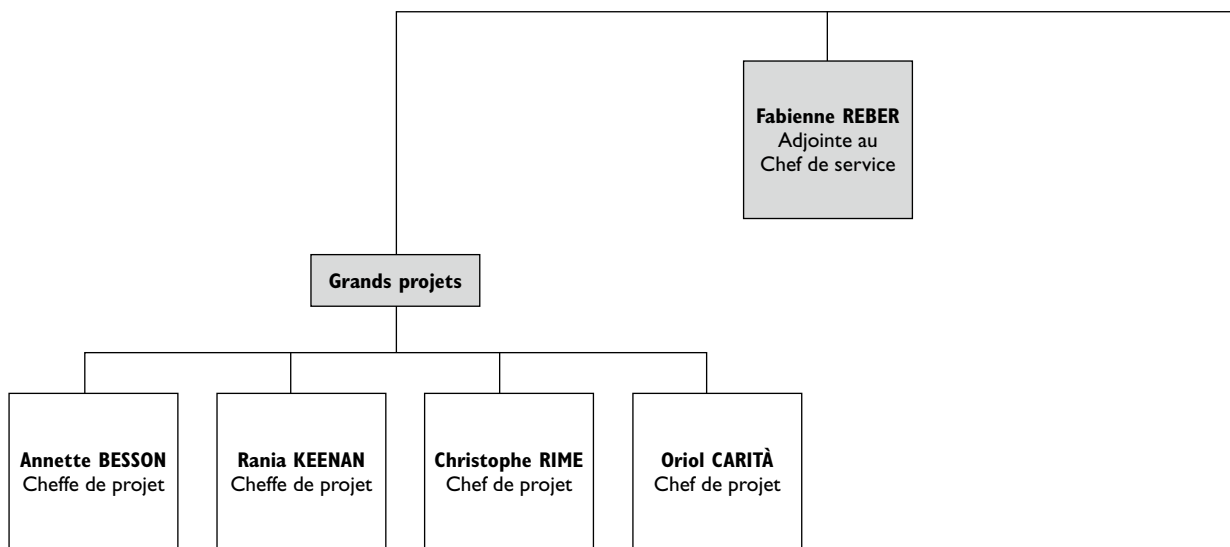 Fabienne REBER
Adjointe au
Chef de service
Grands projets
Annette BESSON
Cheffe de projet
Rania KEENAN
Cheffe de projet
Christophe RIME
Chef de projet
Oriol CARITÀ
Chef de projet